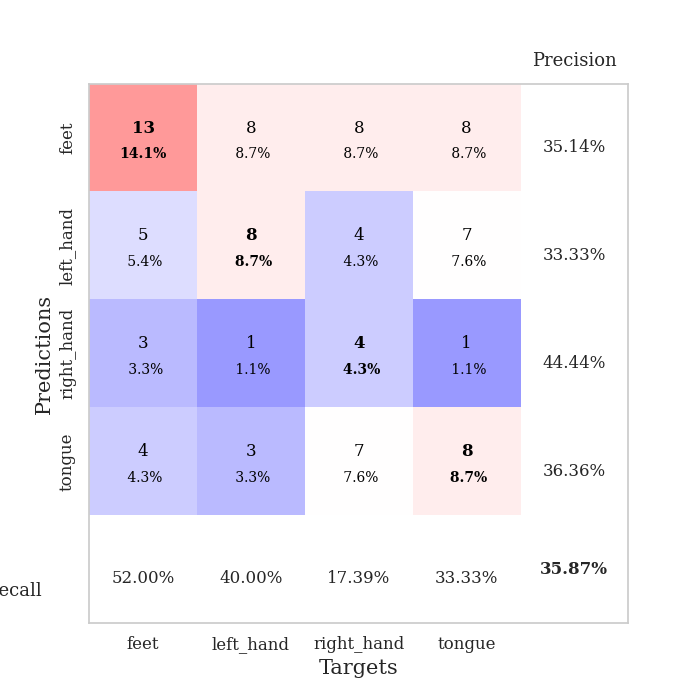 Precision
feet 13 8 8 8
14.1% 8.7% 8.7% 8.7% 35.14%
left_hand 5 8 4 7
5.4% 8.7% 4.3% 7.6% 33.33%
Predictions
right_hand 3 1 4 1
3.3% 1.1% 4.3% 1.1% 44.44%
tongue 4 3 7 8
4.3% 3.3% 7.6% 8.7% 36.36%
ecall 52.00% 40.00% 17.39% 33.33% 35.87%
feet left_hand right_hand tongue
Targets